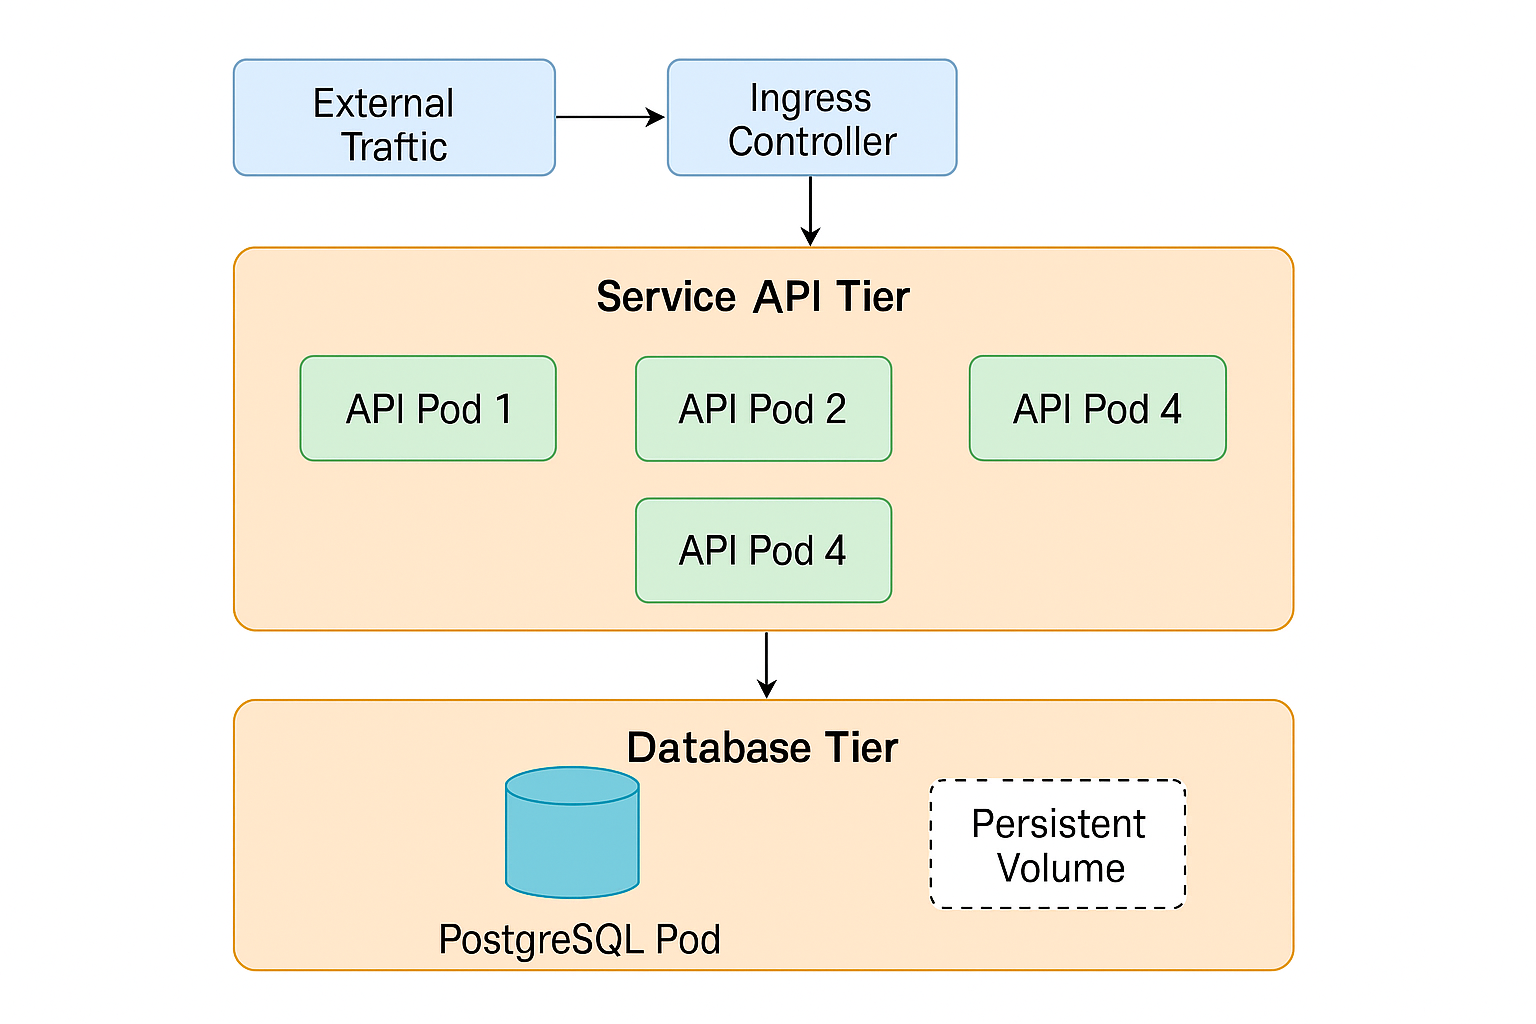 External
Traftic
Ingress
Controller
Service API Tier
API Pod 1
API Pod 2
API Pod 4
API Pod 4
Database Tier
PostgreSQL Pod
Persistent
Volume